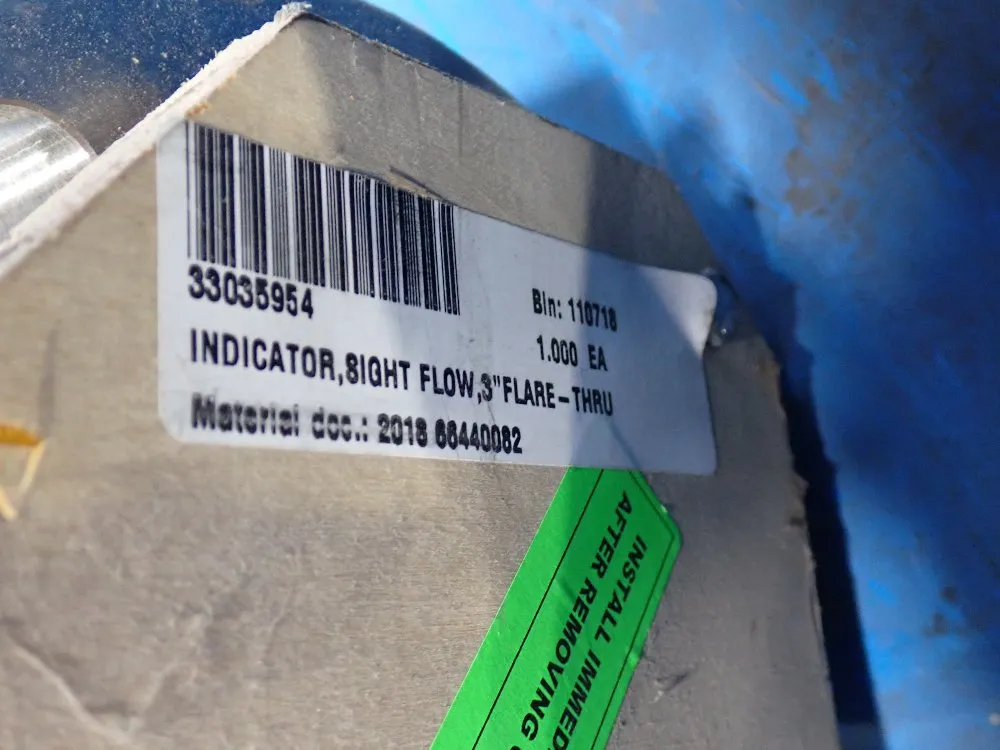 33035954
Bin: 110718
1.000 EA
INDICATOR,SIGHT FLOW,3"FLARE-THRU
Material doc.: 2018 66440062
INSTALL IMMED
AFTER REMOVING